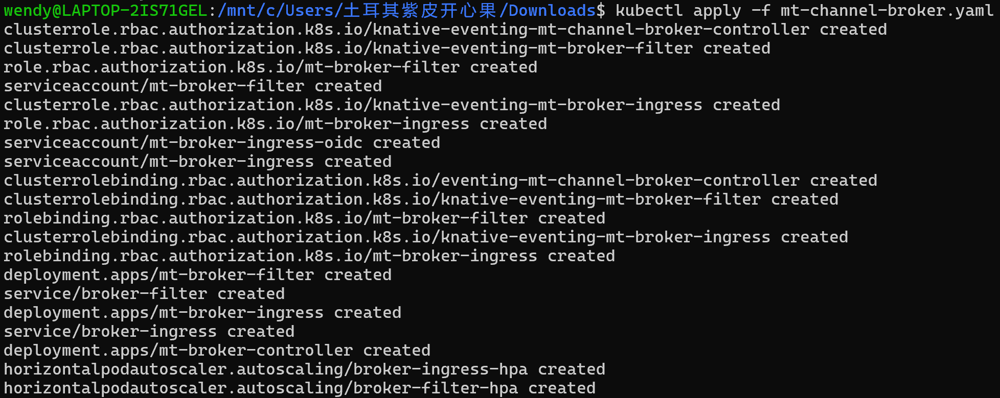 wendy@LAPTOP-2IS71GEL:/mnt/c/Users/土耳其紫皮开心果/Downloads$ kubectl apply -f mt-channel-broker.yaml
clusterrole.rbac.authorization.k8s.io/knative-eventing-mt-channel-broker-controller created
clusterrole.rbac.authorization.k8s.io/knative-eventing-mt-broker-filter created
role.rbac.authorization.k8s.io/mt-broker-filter created
serviceaccount/mt-broker-filter created
clusterrole.rbac.authorization.k8s.io/knative-eventing-mt-broker-ingress created
role.rbac.authorization.k8s.io/mt-broker-ingress created
serviceaccount/mt-broker-ingress-oidc created
serviceaccount/mt-broker-ingress created
clusterrolebinding.rbac.authorization.k8s.io/eventing-mt-channel-broker-controller created
clusterrolebinding.rbac.authorization.k8s.io/knative-eventing-mt-broker-filter created
rolebinding.rbac.authorization.k8s.io/mt-broker-filter created
clusterrolebinding.rbac.authorization.k8s.io/knative-eventing-mt-broker-ingress created
rolebinding.rbac.authorization.k8s.io/mt-broker-ingress created
deployment.apps/mt-broker-filter created
service/broker-filter created
deployment.apps/mt-broker-ingress created
service/broker-ingress created
deployment.apps/mt-broker-controller created
horizontalpodautoscaler.autoscaling/broker-ingress-hpa created
horizontalpodautoscaler.autoscaling/broker-filter-hpa created